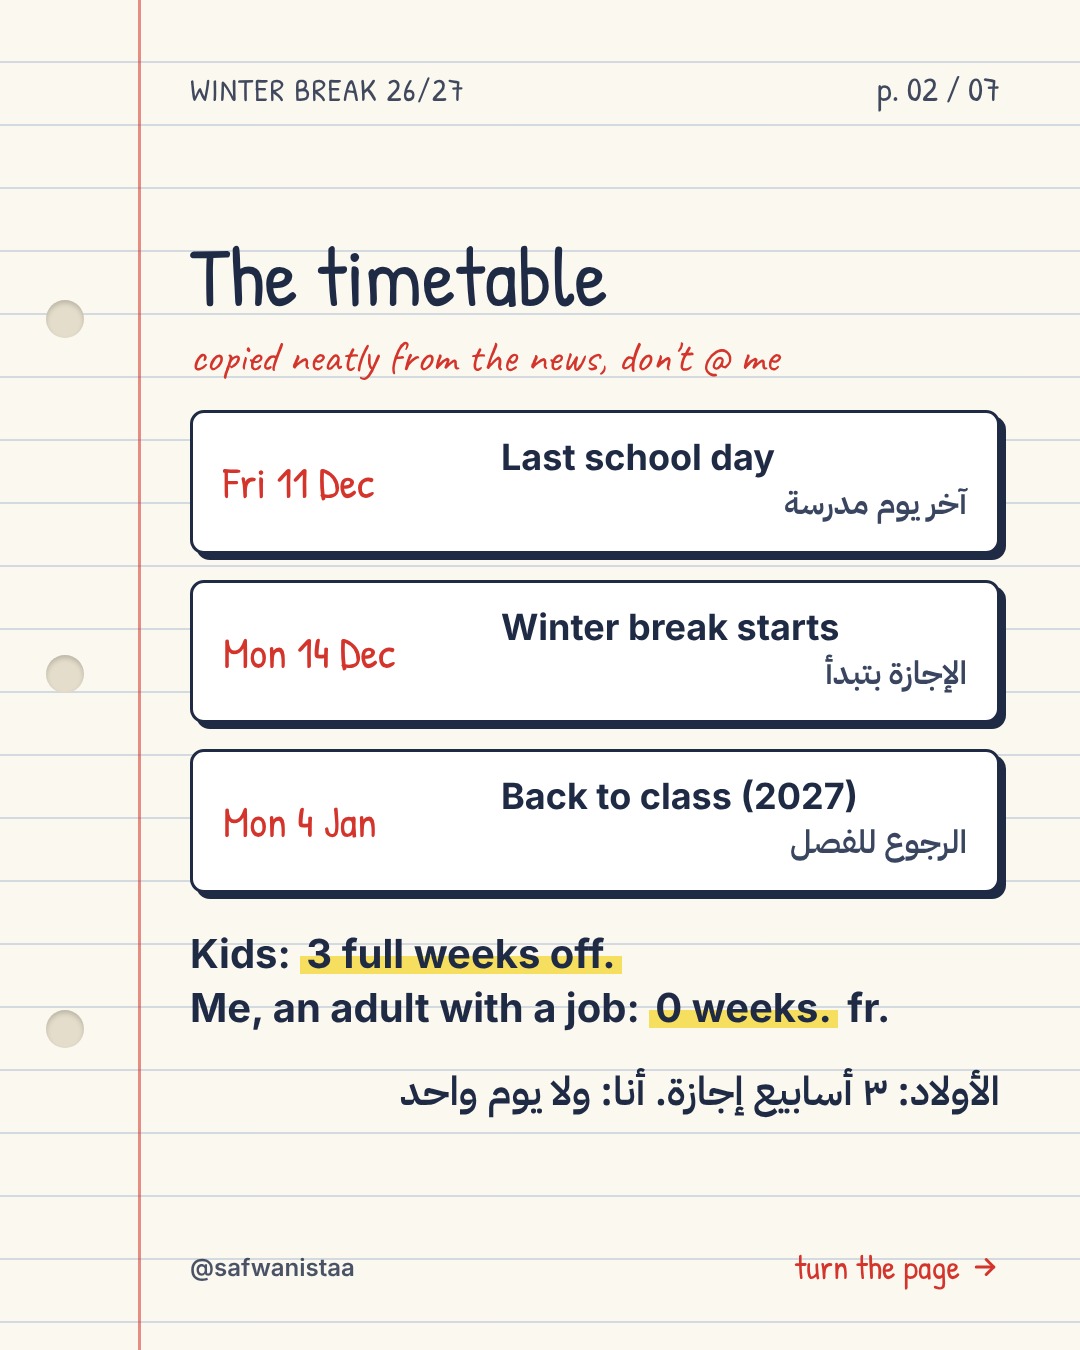 WINTER BREAK 26/27
p. 02 / 07
The timetable
copied neatly from the news, don't @ me
Fri 11 Dec
Last school day
آخر يوم مدرسة
Mon 14 Dec
Winter break starts
الإجازة بتبدأ
Mon 4 Jan
Back to class (2027)
الرجوع للفصل
Kids: 3 full weeks off.
Me, an adult with a job: 0 weeks. fr.
الأولاد: ٣ أسابيع إجازة. أنا: ولا يوم واحد
@safwanistaa
turn the page →